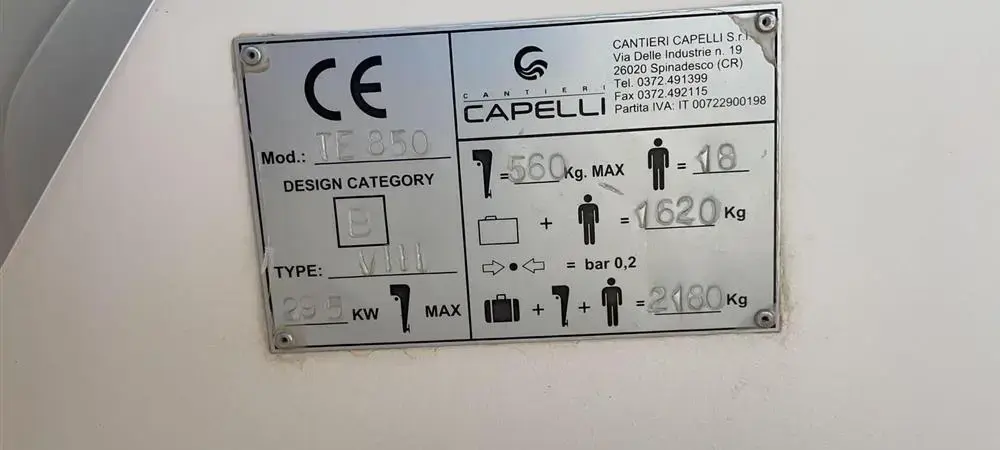 CE
Mod.: TE 850
DESIGN CATEGORY
B
TYPE: VIII
295 KW MAX
CANTIERI
CAPELLI
CANTIERI CAPELLI S.r.l.
Via Delle Industrie n. 19
26020 Spinadesco (CR)
Tel. 0372.491399
Fax 0372.492115
Partita IVA: IT 00722900198
=560 Kg. MAX = 18
+ = 1620 Kg
= bar 0,2
+ + = 2180 Kg